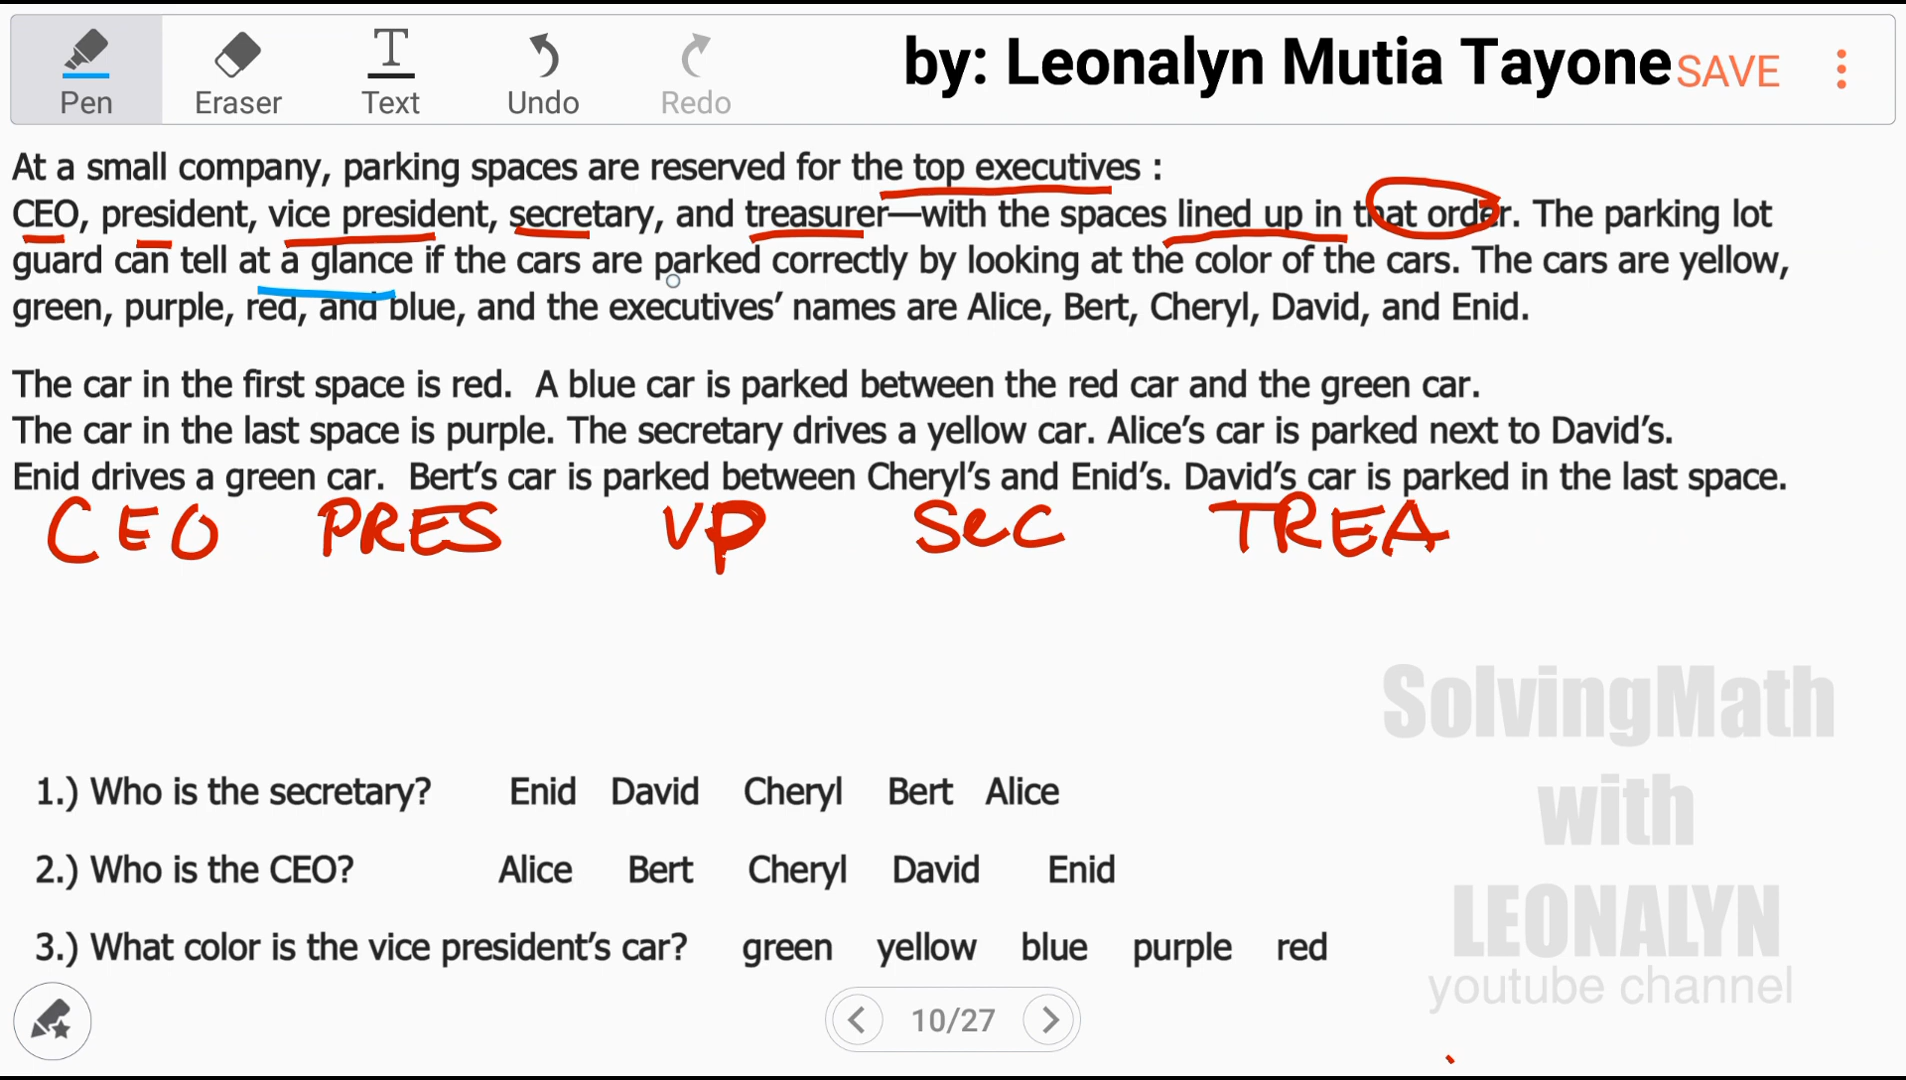 by: Leonalyn Mutia Tayone
SAVE
Pen Eraser Text Undo Redo
At a small company, parking spaces are reserved for the top executives :
CEO, president, vice president, secretary, and treasurer—with the spaces lined up in that order. The parking lot
guard can tell at a glance if the cars are parked correctly by looking at the color of the cars. The cars are yellow,
green, purple, red, and blue, and the executives’ names are Alice, Bert, Cheryl, David, and Enid.
The car in the first space is red. A blue car is parked between the red car and the green car.
The car in the last space is purple. The secretary drives a yellow car. Alice’s car is parked next to David’s.
Enid drives a green car. Bert’s car is parked between Cheryl’s and Enid’s. David’s car is parked in the last space.
CEO PRES VP SeC TREA
SolvingMath
with
LEONALYN
youtube channel
1.) Who is the secretary? Enid David Cheryl Bert Alice
2.) Who is the CEO? Alice Bert Cheryl David Enid
3.) What color is the vice president’s car? green yellow blue purple red
10/27